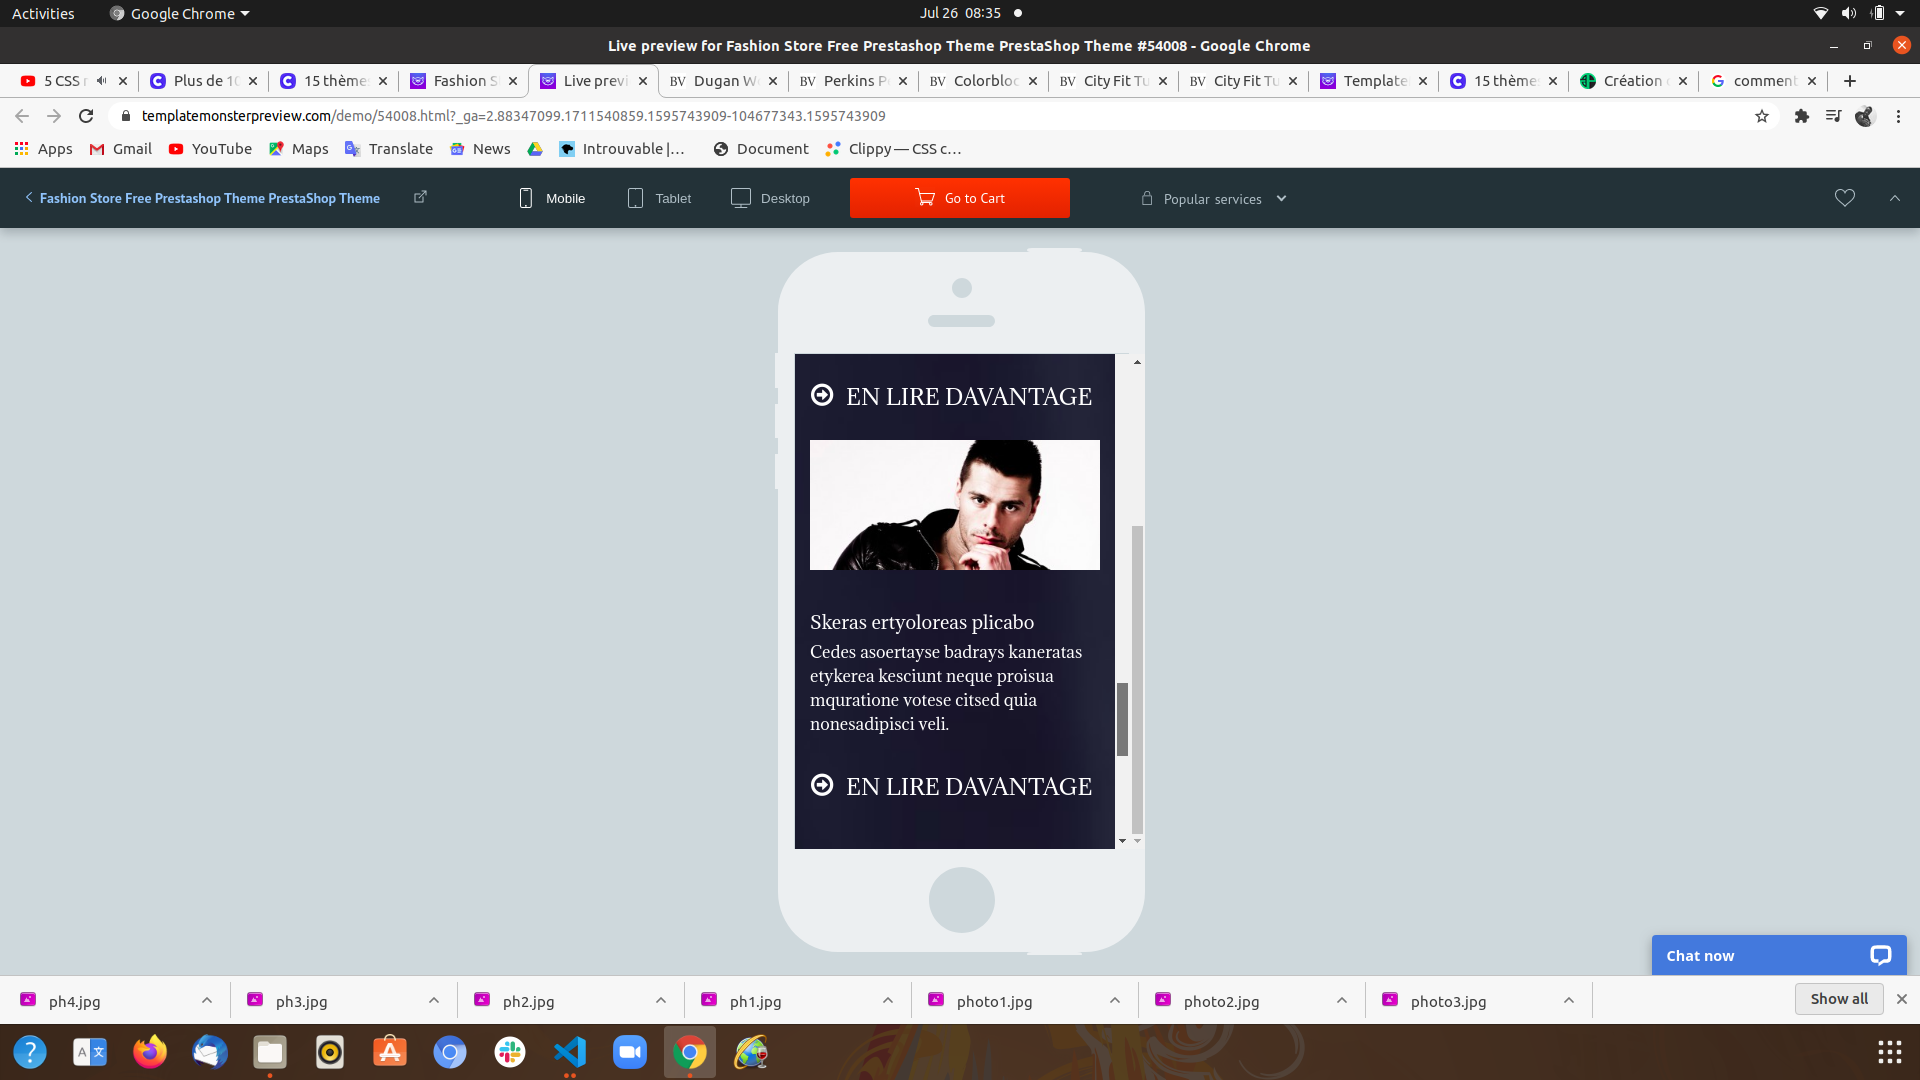 Activities
Google Chrome
Jul 26 08:35
Live preview for Fashion Store Free Prestashop Theme PrestaShop Theme #54008 - Google Chrome
5 CSS
Plus de 10
15 thème
Fashion S
Live previ
BV Dugan W
BV Perkins P
BV Colorbloc
BV City Fit Tu
BV City Fit Tu
Template
15 thème
Création
comment
templatemonsterpreview.com/demo/54008.html?_ga=2.88347099.1711540859.1595743909-104677343.1595743909
Apps
Gmail
YouTube
Maps
Translate
News
Introuvable |…
Document
Clippy — CSS c…
Fashion Store Free Prestashop Theme PrestaShop Theme
Mobile
Tablet
Desktop
Go to Cart
Popular services
EN LIRE DAVANTAGE
Skeras ertyoloreas plicabo
Cedes asoertayse badrays kaneratas
etykerea kesciunt neque proisua
mquratione votese citsed quia
nonesadipisci veli.
EN LIRE DAVANTAGE
Chat now
ph4.jpg
ph3.jpg
ph2.jpg
ph1.jpg
photo1.jpg
photo2.jpg
photo3.jpg
Show all